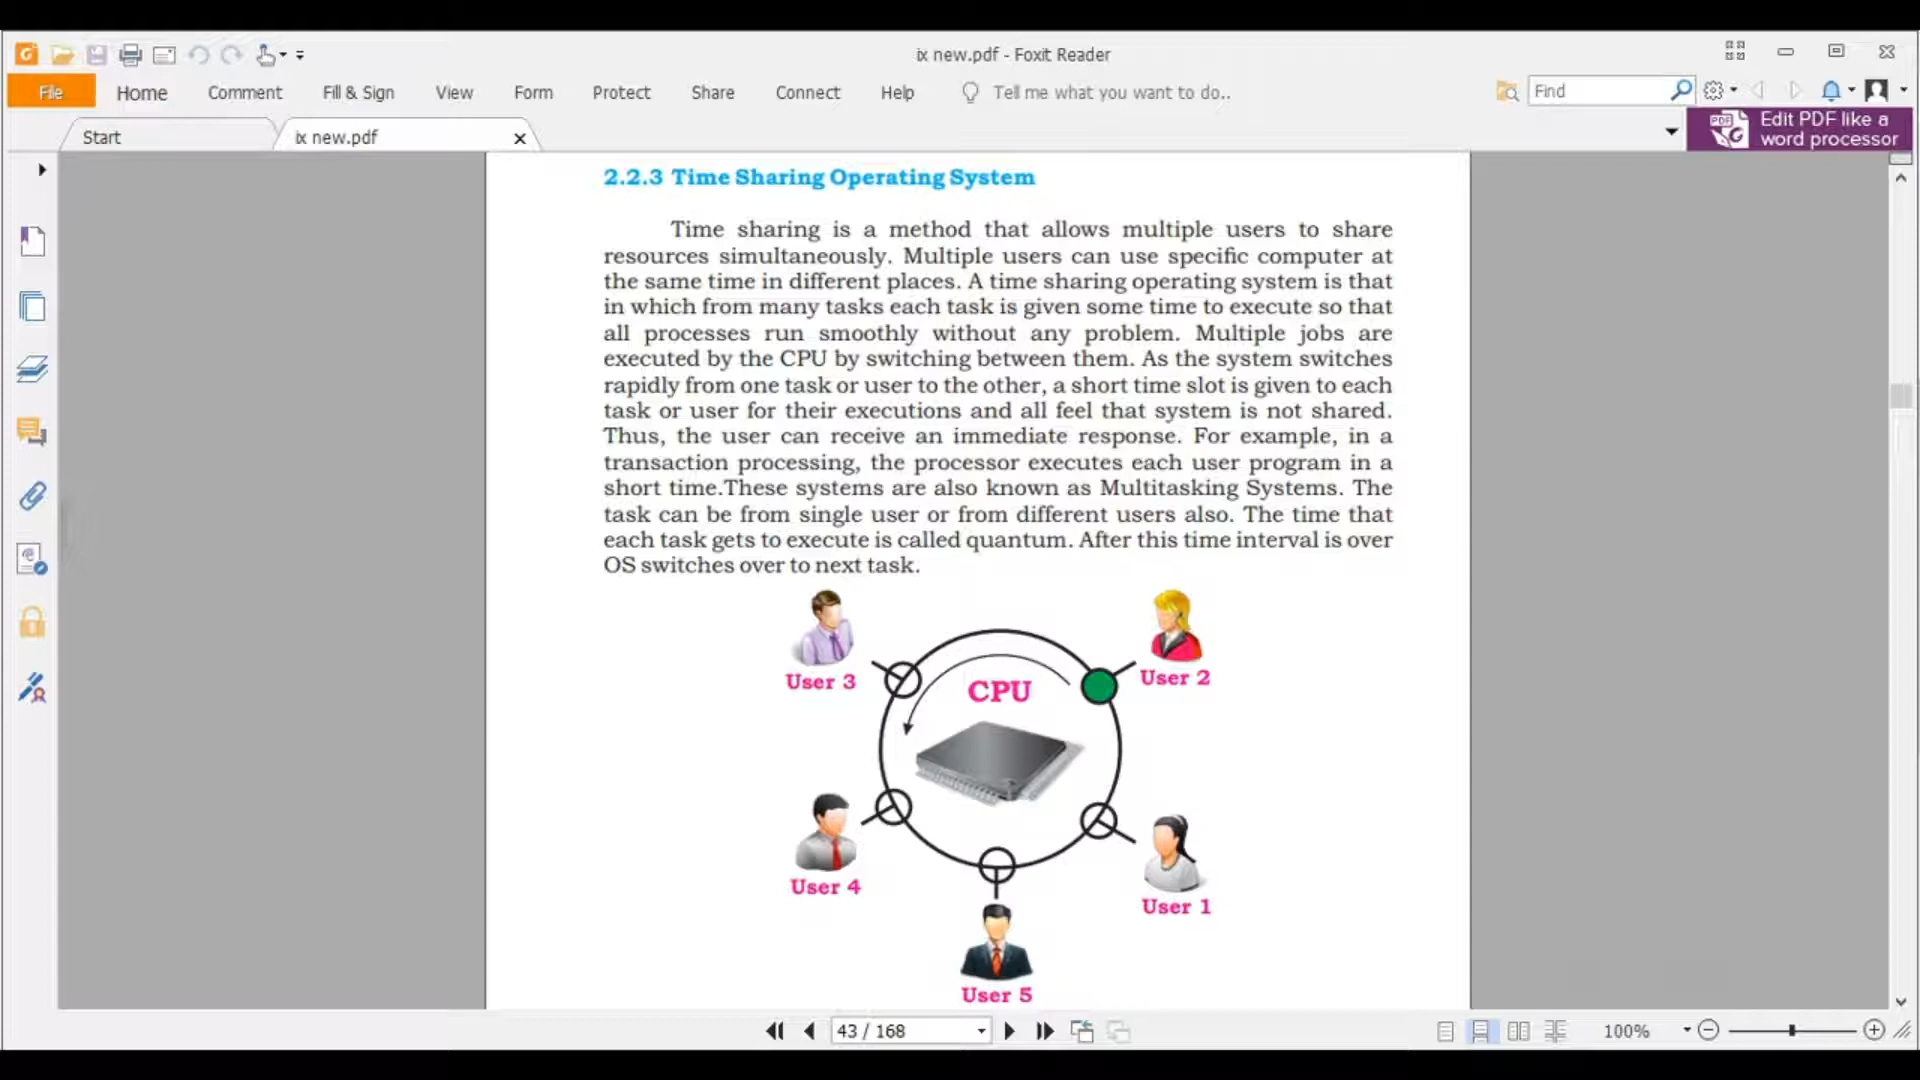 ix new.pdf - Foxit Reader
File Home Comment Fill & Sign View Form Protect Share Connect Help Tell me what you want to do.. Find
Start ix new.pdf
Edit PDF like a
word processor
2.2.3 Time Sharing Operating System
Time sharing is a method that allows multiple users to share
resources simultaneously. Multiple users can use specific computer at
the same time in different places. A time sharing operating system is that
in which from many tasks each task is given some time to execute so that
all processes run smoothly without any problem. Multiple jobs are
executed by the CPU by switching between them. As the system switches
rapidly from one task or user to the other, a short time slot is given to each
task or user for their executions and all feel that system is not shared.
Thus, the user can receive an immediate response. For example, in a
transaction processing, the processor executes each user program in a
short time.These systems are also known as Multitasking Systems. The
task can be from single user or from different users also. The time that
each task gets to execute is called quantum. After this time interval is over
OS switches over to next task.
User 3
User 2
CPU
User 4
User 1
User 5
43 / 168
100%